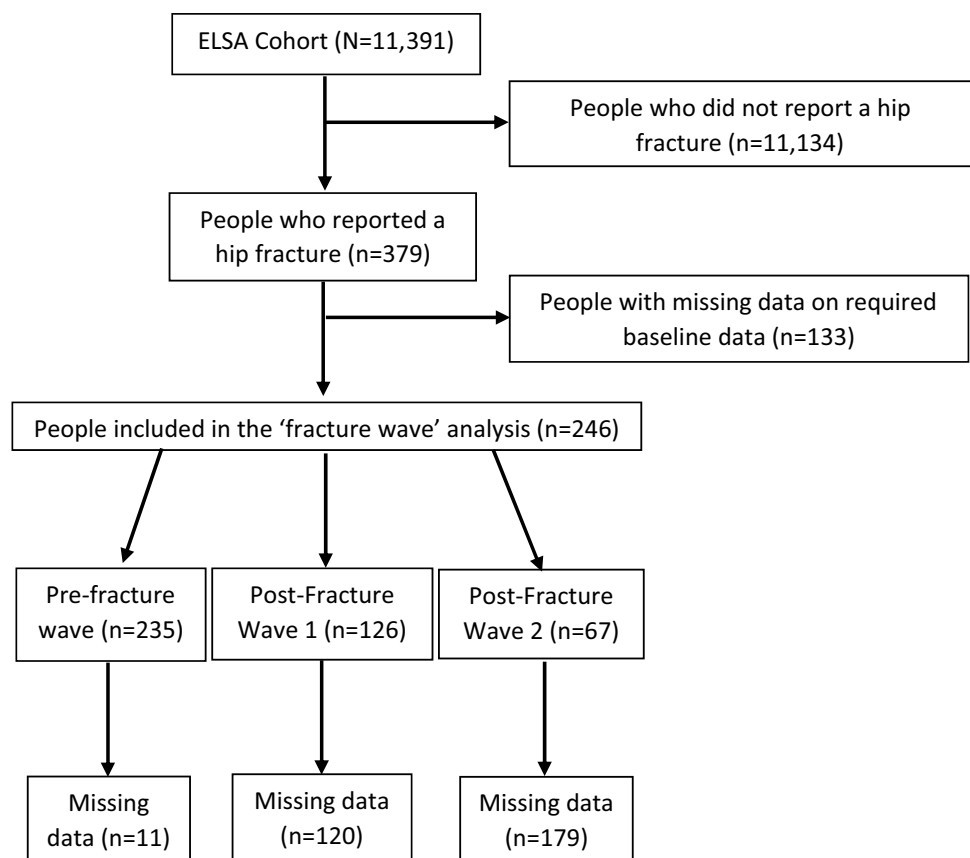 ELSA Cohort (N=11,391)
People who did not report a hip
fracture (n=11,134)
People who reported a
hip fracture (n=379)
People with missing data on required
baseline data (n=133)
People included in the ‘fracture wave’ analysis (n=246)
Pre-fracture
wave (n=235)
Post-Fracture
Wave 1 (n=126)
Post-Fracture
Wave 2 (n=67)
Missing
data (n=11)
Missing data
(n=120)
Missing data
(n=179)